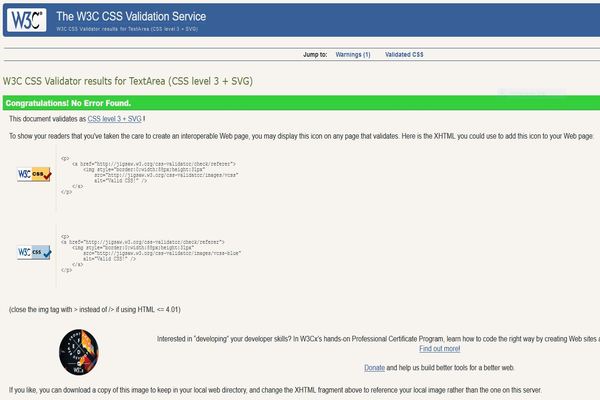 W3C®
The W3C CSS Validation Service
W3C CSS Validator results for TextArea (CSS level 3 + SVG)
Jump to: Warnings (1) Validated CSS
W3C CSS Validator results for TextArea (CSS level 3 + SVG)
Congratulations! No Error Found.
This document validates as CSS level 3 + SVG !
To show your readers that you've taken the care to create an interoperable Web page, you may display this icon on any page that validates. Here is the XHTML you could use to add this icon to your Web page:
W3C CSS
<p>
<a href="http://jigsaw.w3.org/css-validator/check/referer">
<img style="border:0;width:88px;height:31px"
src="http://jigsaw.w3.org/css-validator/images/vcss"
alt="Valid CSS!" />
</a>
</p>
W3C CSS
<p>
<a href="http://jigsaw.w3.org/css-validator/check/referer">
<img style="border:0;width:88px;height:31px"
src="http://jigsaw.w3.org/css-validator/images/vcss-blue"
alt="Valid CSS!" />
</a>
</p>
(close the img tag with > instead of /> if using HTML <= 4.01)
Interested in "developing" your developer skills? In W3Cx's hands-on Professional Certificate Program, learn how to code the right way by creating Web sites a
Find out more!
Donate and help us build better tools for a better web.
If you like, you can download a copy of this image to keep in your local web directory, and change the XHTML fragment above to reference your local image rather than the one on this server.